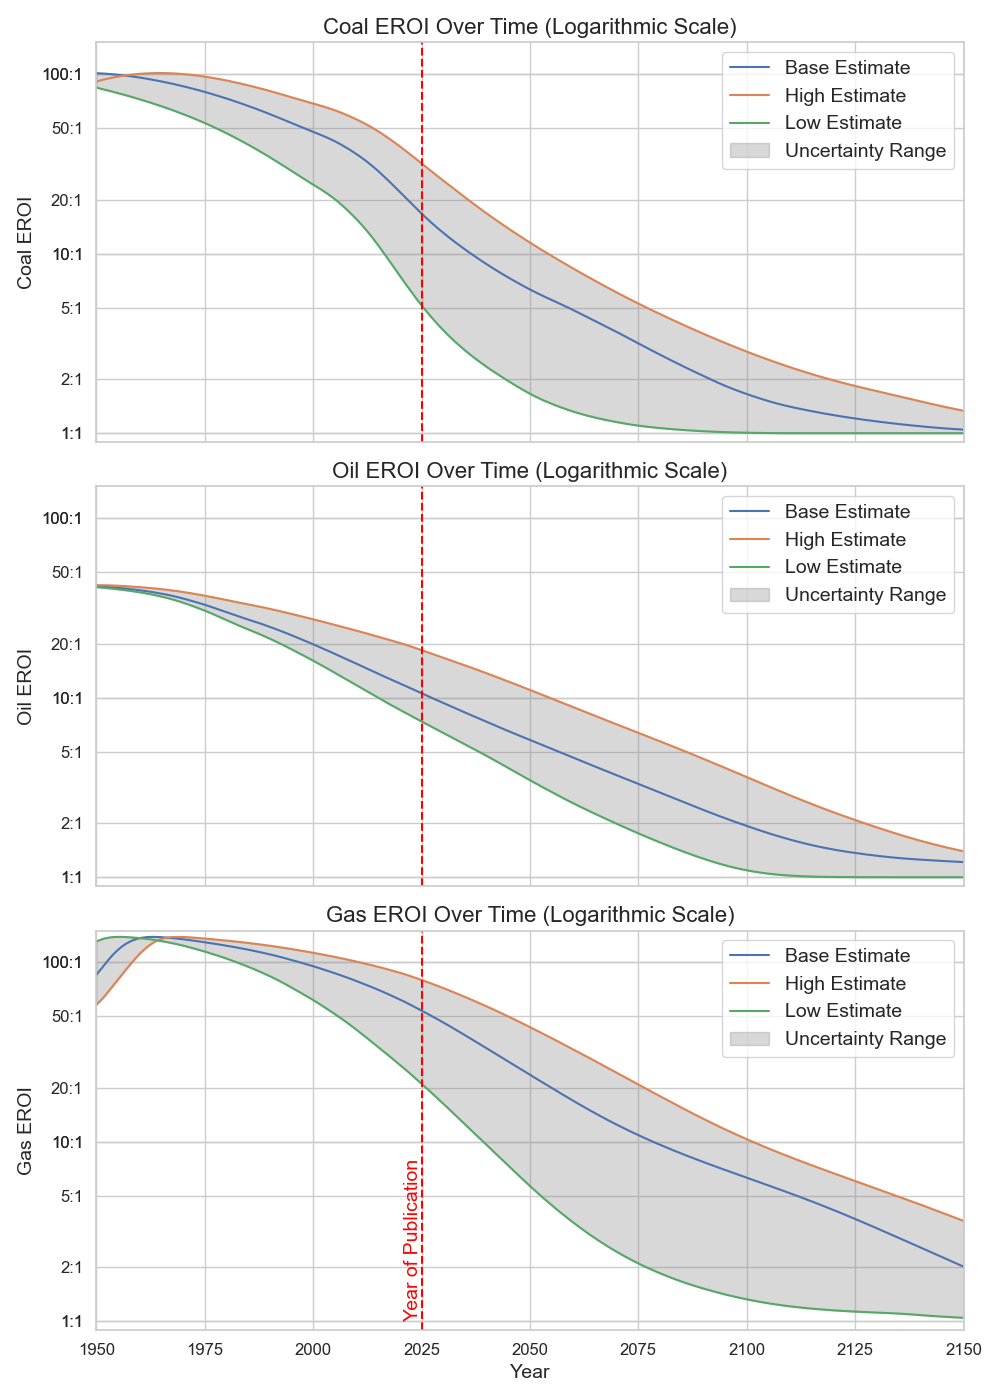 Coal EROI Over Time (Logarithmic Scale)
100:1
50:1
20:1
10:1
5:1
2:1
1:1
Coal EROI
Base Estimate
High Estimate
Low Estimate
Uncertainty Range
Oil EROI Over Time (Logarithmic Scale)
100:1
50:1
20:1
10:1
5:1
2:1
1:1
Oil EROI
Base Estimate
High Estimate
Low Estimate
Uncertainty Range
Gas EROI Over Time (Logarithmic Scale)
100:1
50:1
20:1
10:1
5:1
2:1
1:1
Gas EROI
Base Estimate
High Estimate
Low Estimate
Uncertainty Range
Year of Publication
1950 1975 2000 2025 2050 2075 2100 2125 2150
Year